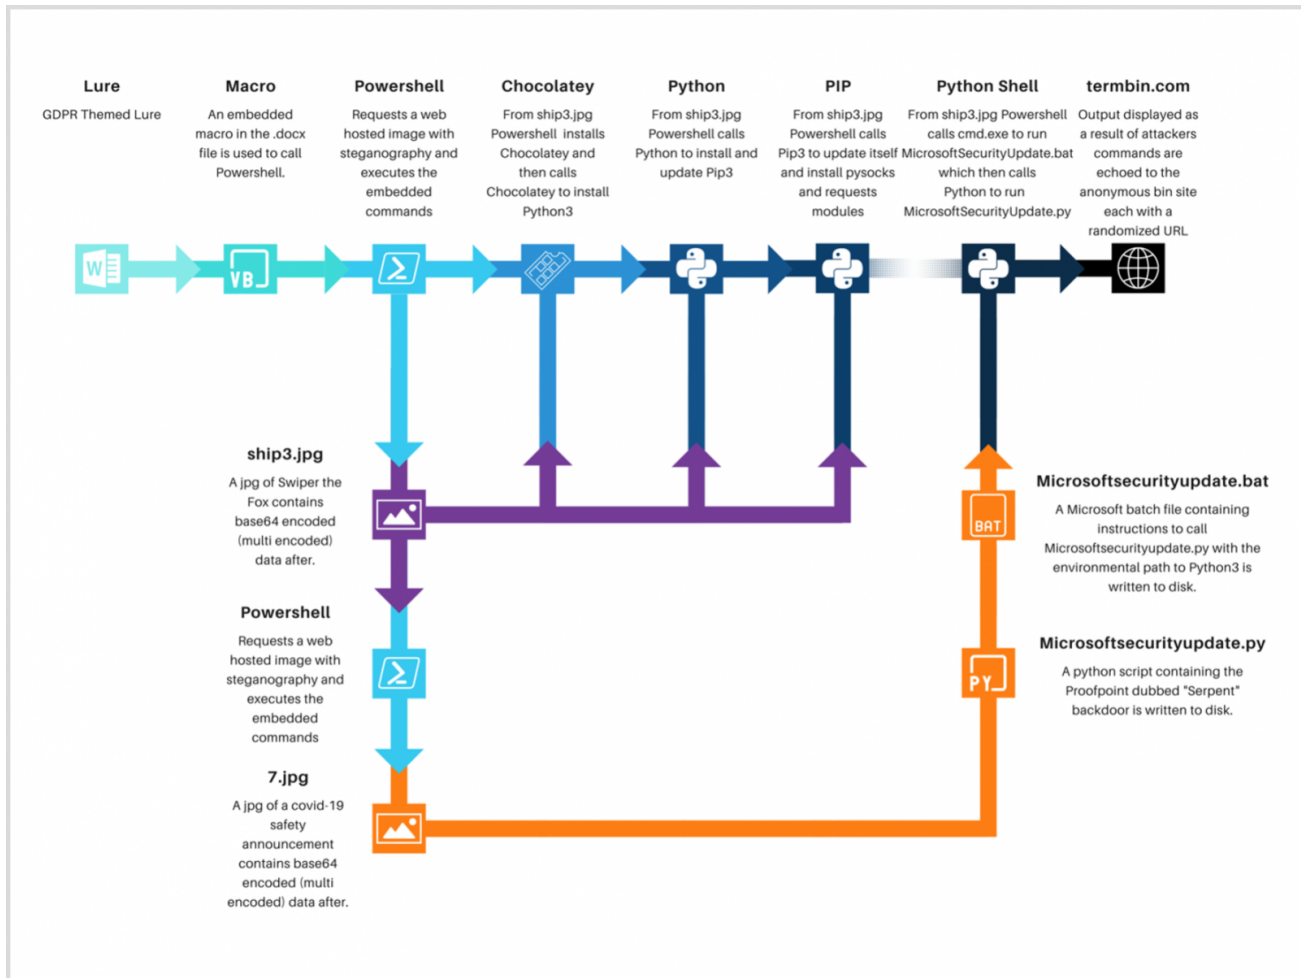 Lure
GDPR Themed Lure
Macro
An embedded
macro in the .docx
file is used to call
Powershell.
Powershell
Requests a web
hosted image with
steganography and
executes the
embedded
commands
Chocolatey
From ship3.jpg
Powershell installs
Chocolatey and
then calls
Chocolatey to install
Python3
Python
From ship3.jpg
Powershell calls
Python to install and
update Pip3
PIP
From ship3.jpg
Powershell calls
Pip3 to update itself
and install pysocks
and requests
modules
Python Shell
From ship3.jpg Powershell
calls cmd.exe to run
MicrosoftSecurityUpdate.bat
which then calls
Python to run
MicrosoftSecurityUpdate.py
termbin.com
Output displayed as
a result of attackers
commands are
echoed to the
anonymous bin site
each with a
randomized URL
W
VB
ship3.jpg
A jpg of Swiper the
Fox contains
base64 encoded
(multi encoded)
data after.
BAT
Microsoftsecurityupdate.bat
A Microsoft batch file containing
instructions to call
Microsoftsecurityupdate.py with the
environmental path to Python3 is
written to disk.
Powershell
Requests a web
hosted image with
steganography and
executes the
embedded
commands
PY
Microsoftsecurityupdate.py
A python script containing the
Proofpoint dubbed "Serpent"
backdoor is written to disk.
7.jpg
A jpg of a covid-19
safety
announcement
contains base64
encoded (multi
encoded) data after.